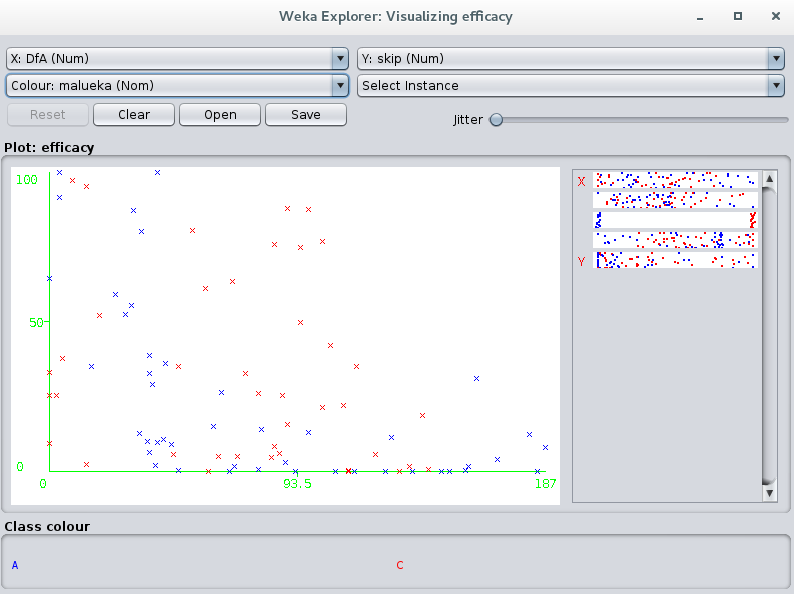 Weka Explorer: Visualizing efficacy
X: DfA (Num)
Y: skip (Num)
Colour: malueka (Nom)
Select Instance
Reset
Clear
Open
Save
Jitter
Plot: efficacy
100
50
0
0
93.5
187
X
Y
Class colour
A
C